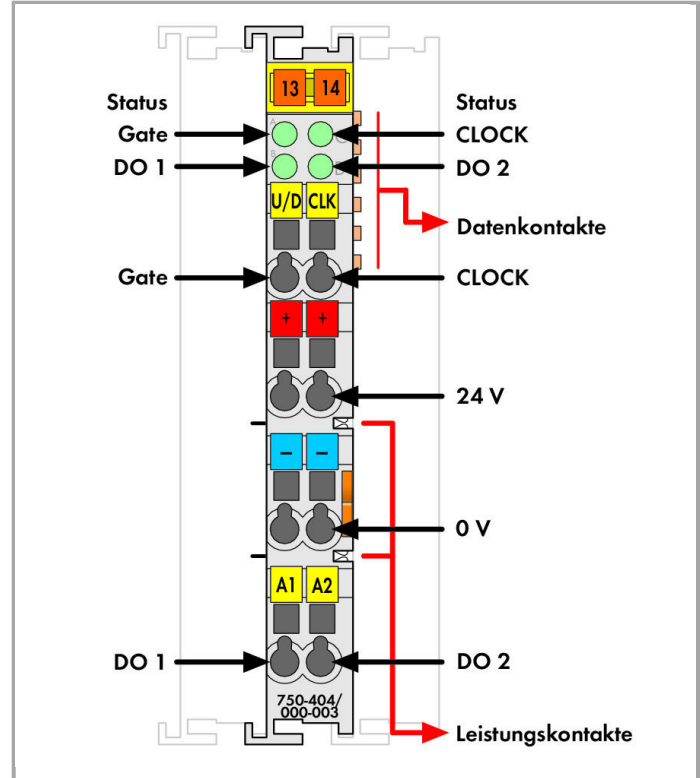 13 14
Status
Status
Gate
A
C
CLOCK
DO 1
B
D
DO 2
U/D CLK
Datenkontakte
Gate
CLOCK
+ +
24 V
− −
0 V
A1 A2
DO 1
DO 2
750-404/
000-003
Leistungskontakte